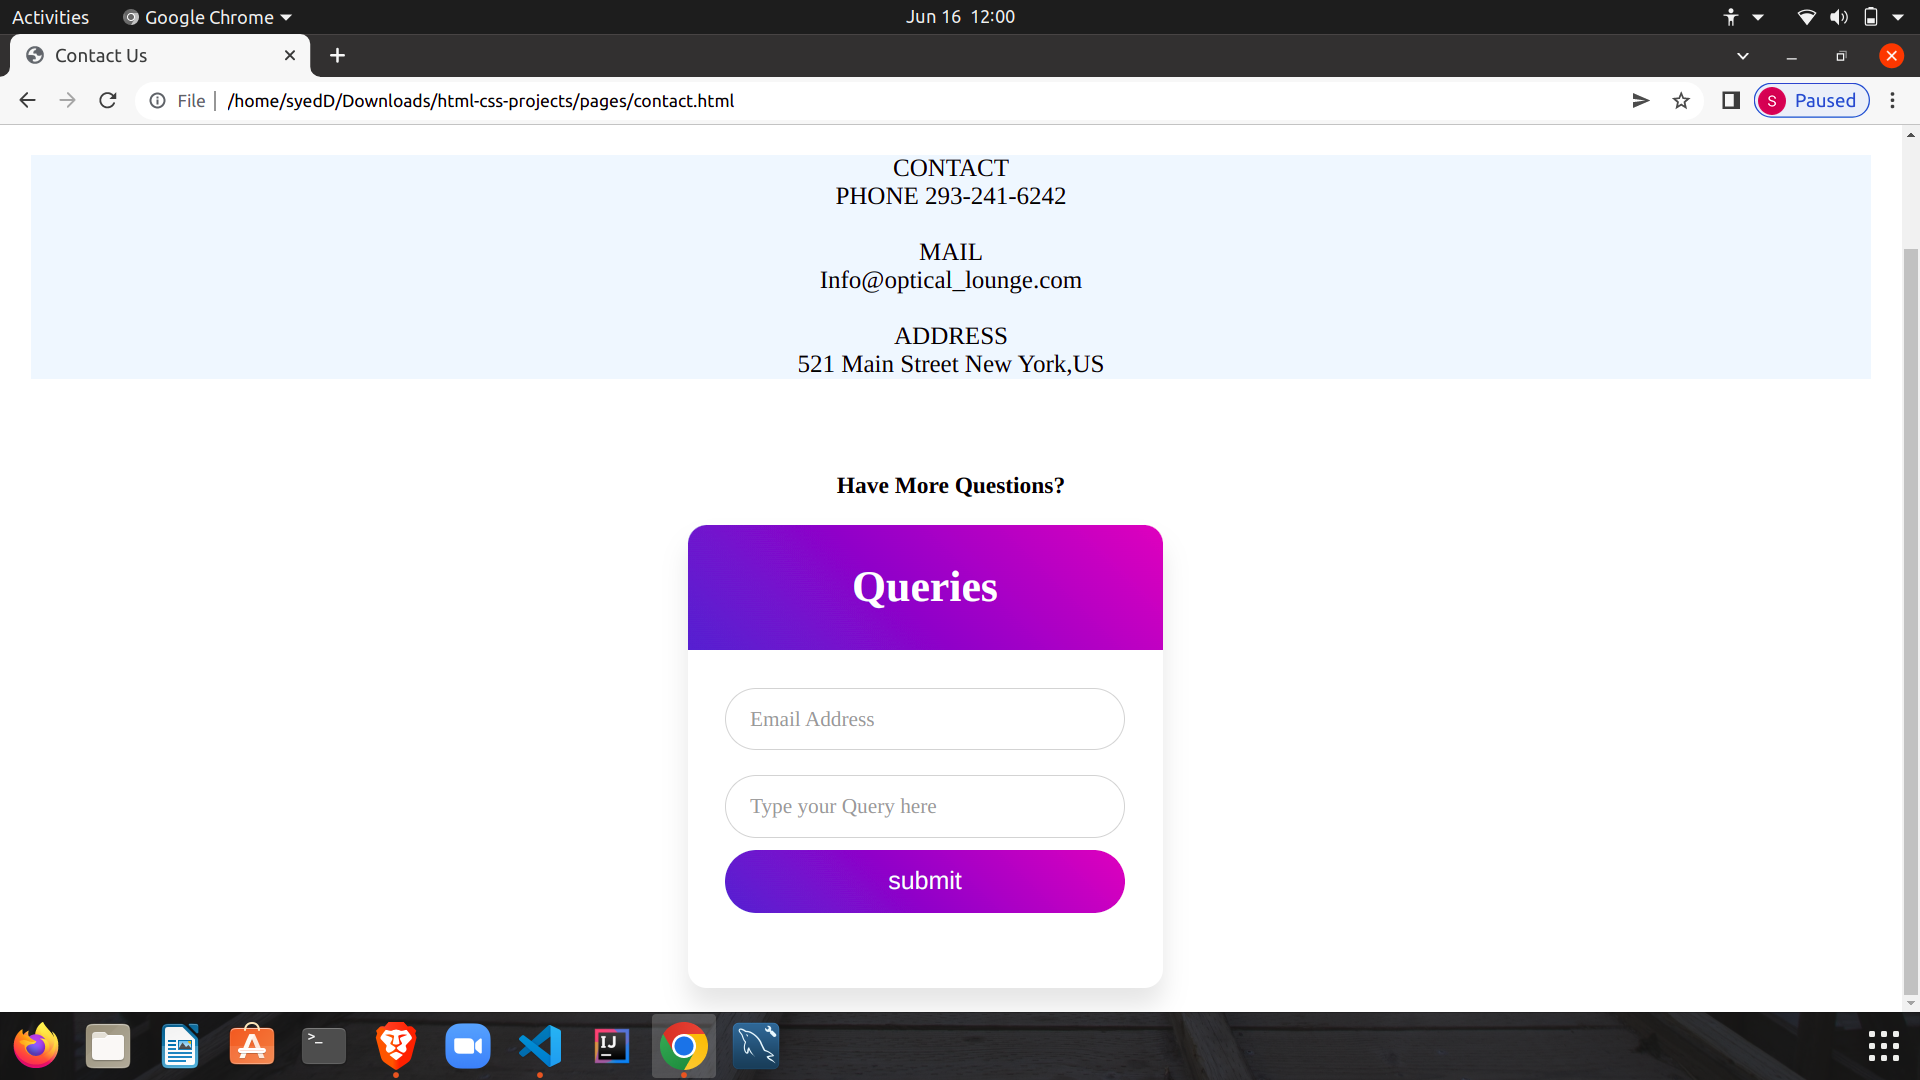 Activities Google Chrome Jun 16 12:00
Contact Us
File /home/syedD/Downloads/html-css-projects/pages/contact.html S Paused
CONTACT
PHONE 293-241-6242
MAIL
Info@optical_lounge.com
ADDRESS
521 Main Street New York,US
Have More Questions?
Queries
Email Address
Type your Query here
submit
>_
IJ